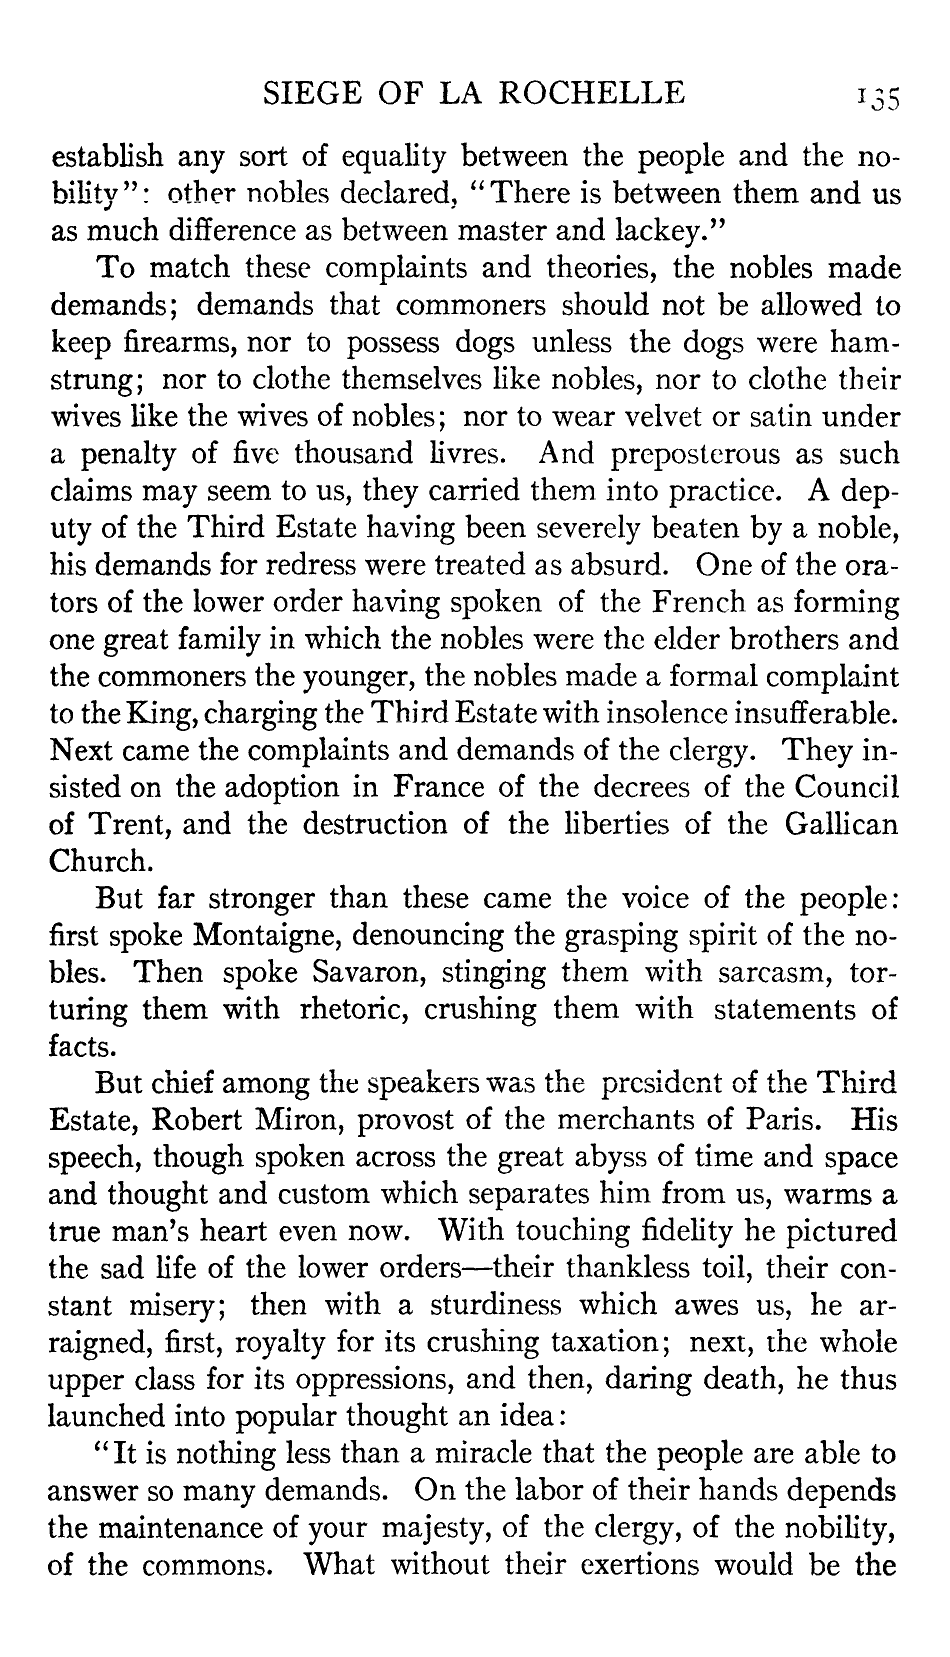 SIEGE OF LA ROCHELLE 135
establish any sort of equality between the people and the no-
bility": other nobles declared, "There is between them and us
as much difference as between master and lackey."
To match these complaints and theories, the nobles made
demands; demands that commoners should not be allowed to
keep firearms, nor to possess dogs unless the dogs were ham-
strung; nor to clothe themselves like nobles, nor to clothe their
wives like the wives of nobles; nor to wear velvet or satin under
a penalty of five thousand livres. And preposterous as such
claims may seem to us, they carried them into practice. A dep-
uty of the Third Estate having been severely beaten by a noble,
his demands for redress were treated as absurd. One of the ora-
tors of the lower order having spoken of the French as forming
one great family in which the nobles were the elder brothers and
the commoners the younger, the nobles made a formal complaint
to the King, charging the Third Estate with insolence insufferable.
Next came the complaints and demands of the clergy. They in-
sisted on the adoption in France of the decrees of the Council
of Trent, and the destruction of the liberties of the Gallican
Church.
But far stronger than these came the voice of the people:
first spoke Montaigne, denouncing the grasping spirit of the no-
bles. Then spoke Savaron, stinging them with sarcasm, tor-
turing them with rhetoric, crushing them with statements of
facts.
But chief among the speakers was the president of the Third
Estate, Robert Miron, provost of the merchants of Paris. His
speech, though spoken across the great abyss of time and space
and thought and custom which separates him from us, warms a
true man's heart even now. With touching fidelity he pictured
the sad life of the lower orders—their thankless toil, their con-
stant misery; then with a sturdiness which awes us, he ar-
raigned, first, royalty for its crushing taxation; next, the whole
upper class for its oppressions, and then, daring death, he thus
launched into popular thought an idea:
"It is nothing less than a miracle that the people are able to
answer so many demands. On the labor of their hands depends
the maintenance of your majesty, of the clergy, of the nobility,
of the commons. What without their exertions would be the